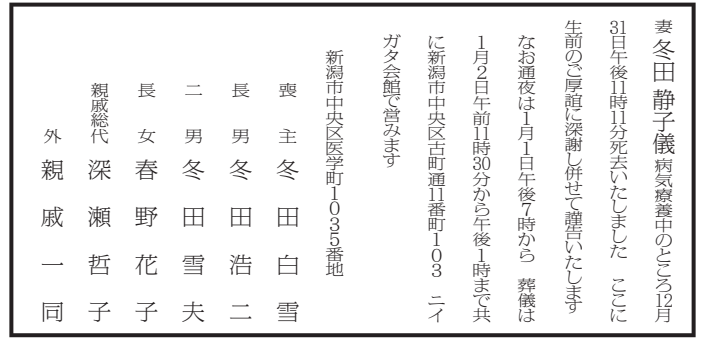 妻 冬田 静子儀 病気療養中のところ12月
31日午後11時11分死去いたしました　ここに
生前のご厚誼に深謝し併せて謹告いたします
なお通夜は1月1日午後7時から　葬儀は
1月2日午前11時30分から午後1時まで共
に新潟市中央区古町通11番町103　ニイ
ガタ会館で営みます
新潟市中央区医学町1035番地
喪主 冬田白雪
長男 冬田浩二
二男 冬田雪夫
長女 春野花子
親戚総代 深瀬哲子
外 親戚一同